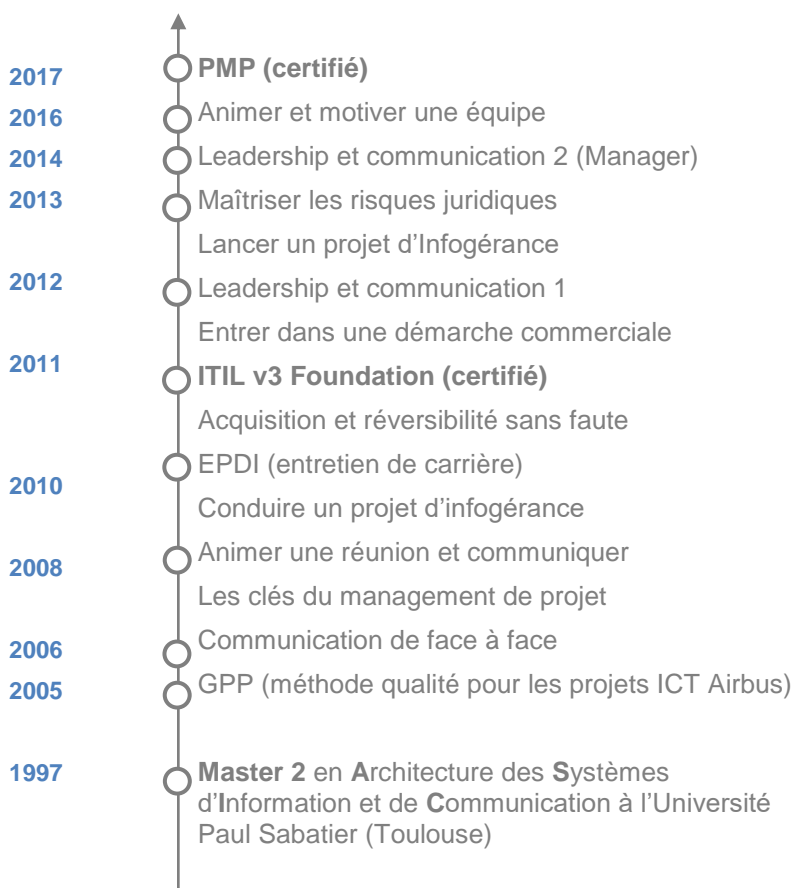 2017 PMP (certifié)
2016 Animer et motiver une équipe
2014 Leadership et communication 2 (Manager)
2013 Maîtriser les risques juridiques
Lancer un projet d’Infogérance
2012 Leadership et communication 1
Entrer dans une démarche commerciale
2011 ITIL v3 Foundation (certifié)
Acquisition et réversibilité sans faute
2010 EPDI (entretien de carrière)
Conduire un projet d’infogérance
2008 Animer une réunion et communiquer
Les clés du management de projet
2006 Communication de face à face
2005 GPP (méthode qualité pour les projets ICT Airbus)
1997 Master 2 en Architecture des Systèmes
d’Information et de Communication à l’Université
Paul Sabatier (Toulouse)